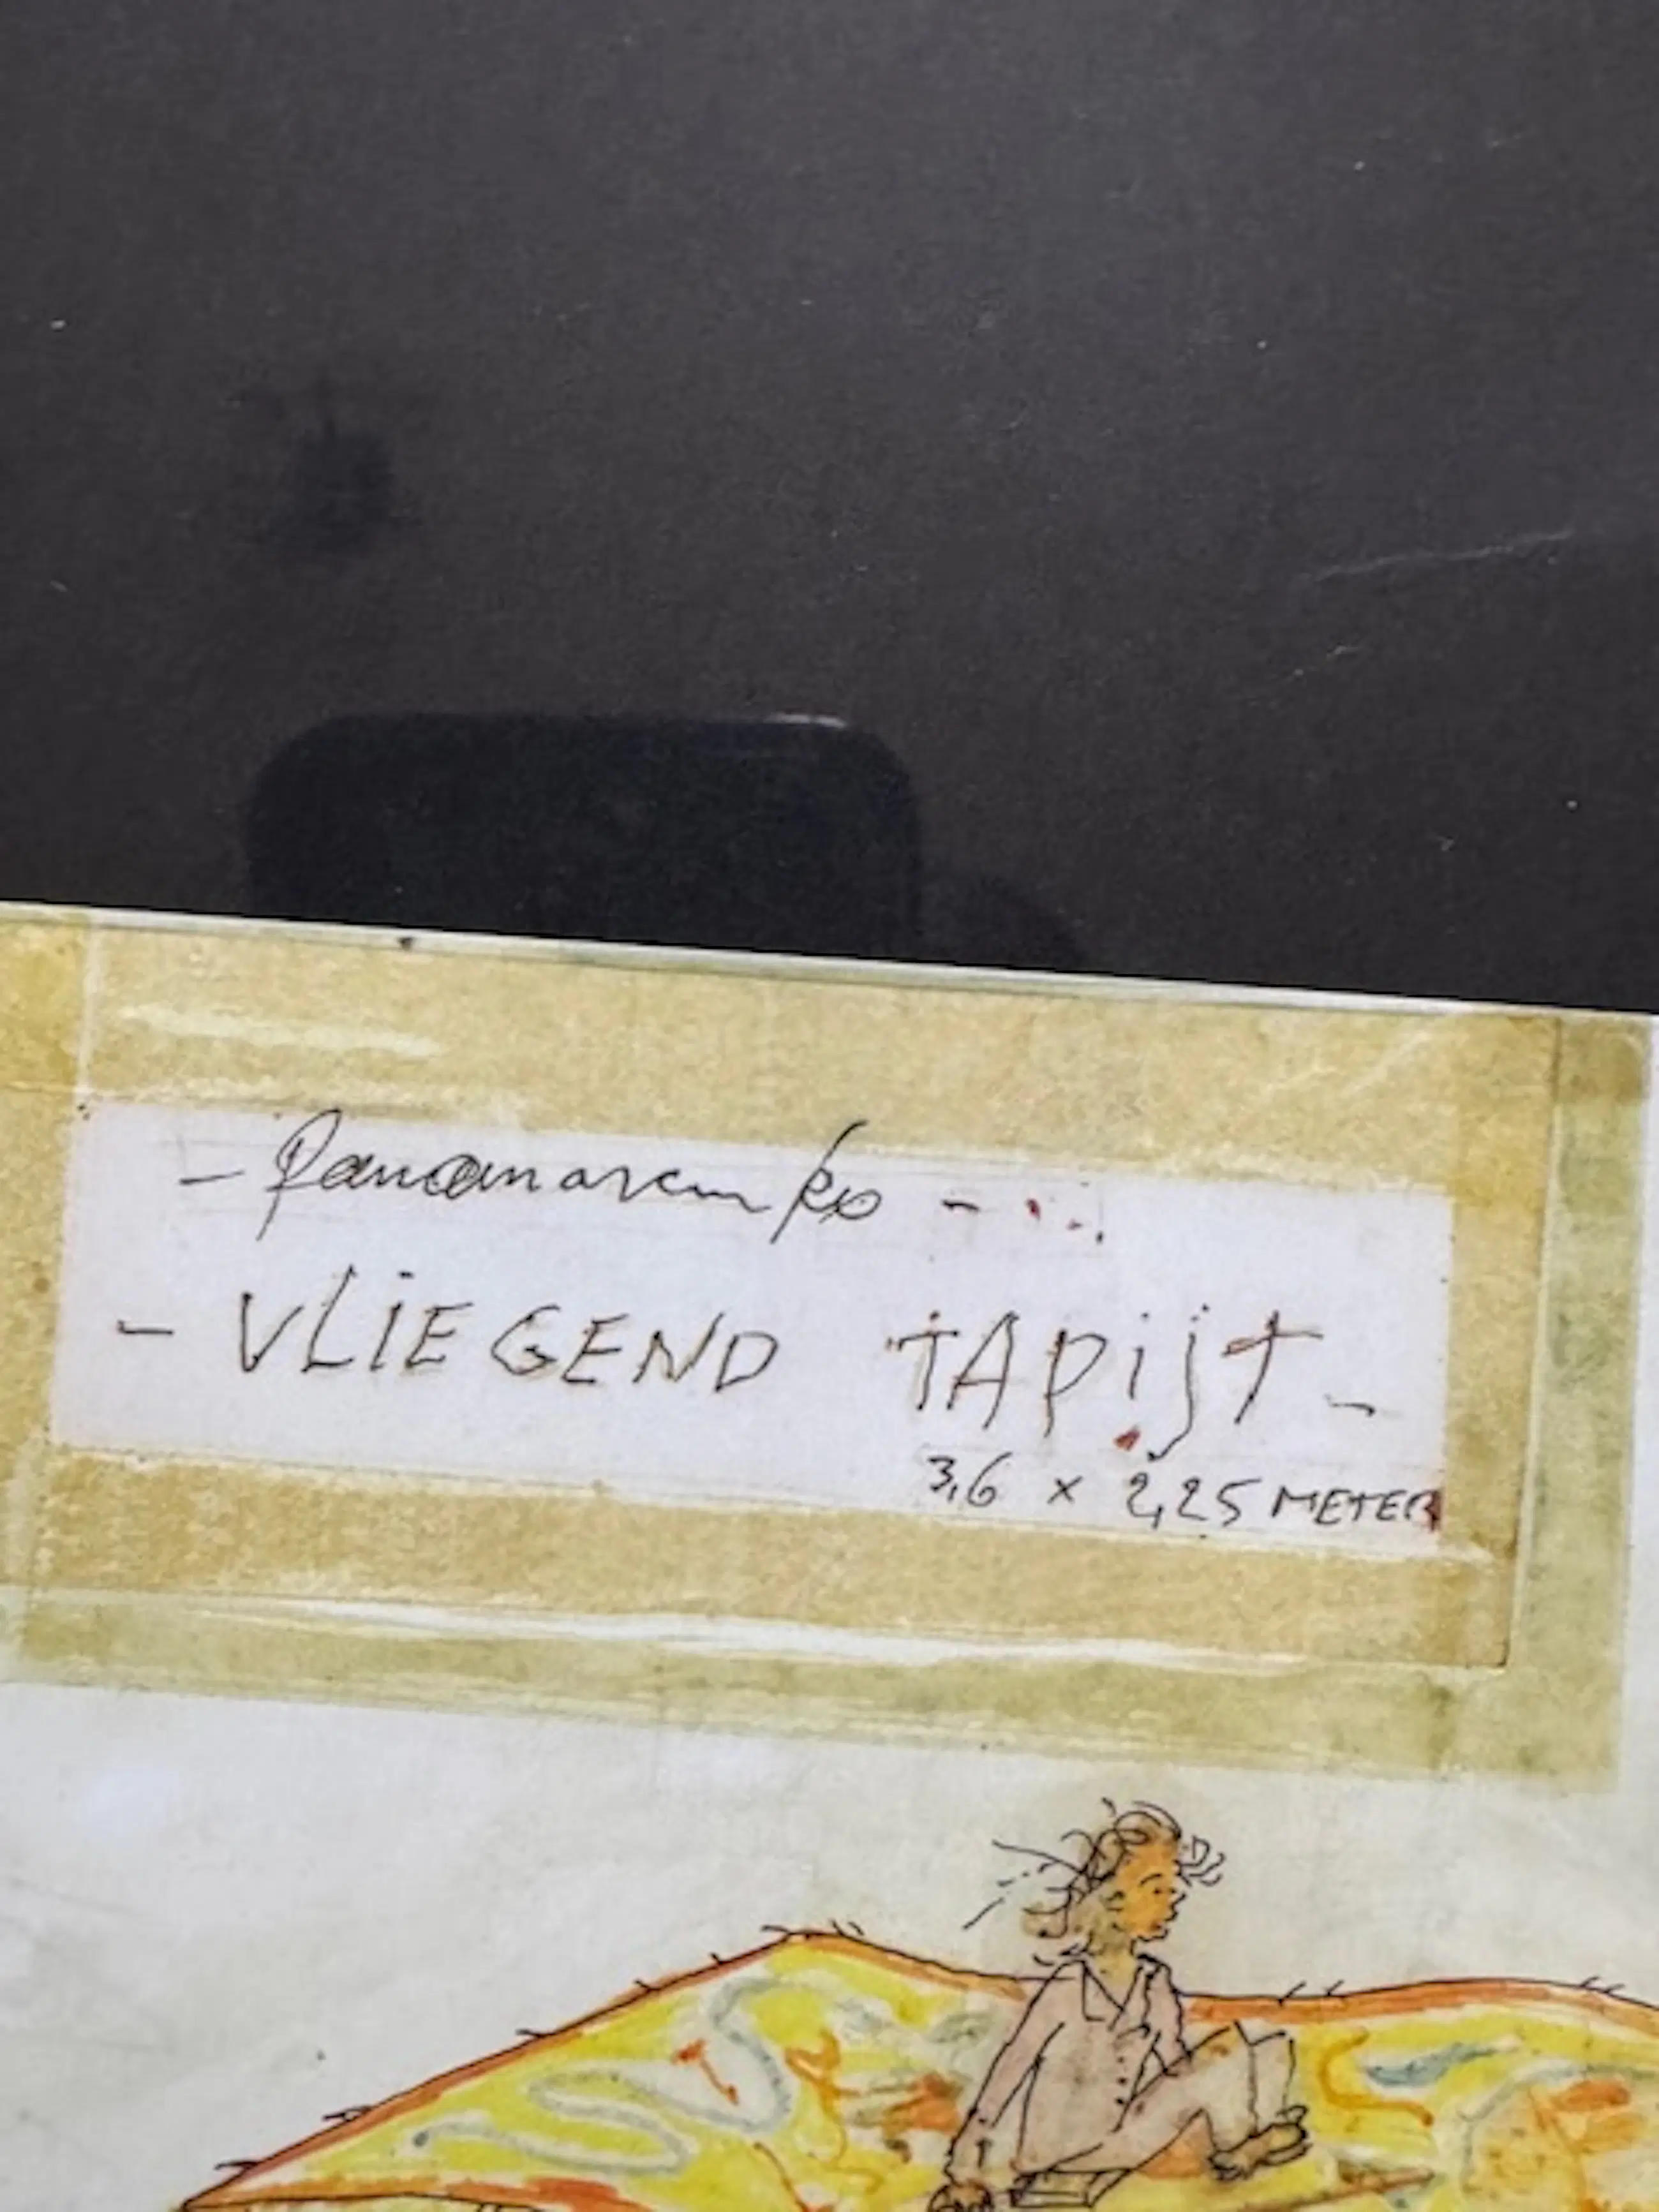 - Panamarenko -
- VLIEGEND TAPijt -
3,6 x 2,25 METER